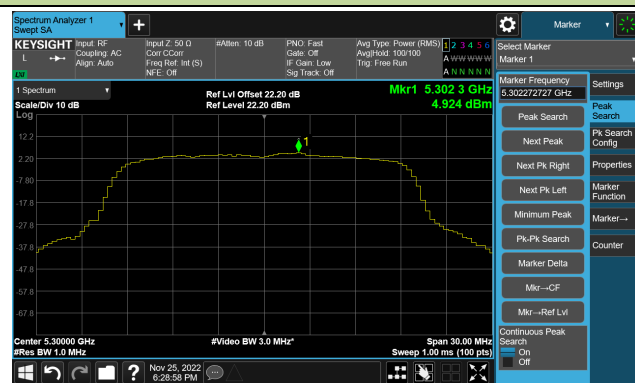 Spectrum Analyzer 1
Swept SA
+
Marker
KEYSIGHT
L
LXI
Input: RF
Coupling: AC
Align: Auto
Input Z: 50 Ω
Corr CCorr
Freq Ref: Int (S)
NFE: Off
#Atten: 10 dB
PNO: Fast
Gate: Off
IF Gain: Low
Sig Track: Off
Avg Type: Power (RMS)
Avg|Hold: 100/100
Trig: Free Run
1 2 3 4 5 6
A W W W W W
A N N N N N
Select Marker
Marker 1
1 Spectrum
Scale/Div 10 dB
Log
Ref Lvl Offset 22.20 dB
Ref Level 22.20 dBm
Mkr1 5.302 3 GHz
4.924 dBm
1
12.2
2.20
-7.80
-17.8
-27.8
-37.8
-47.8
-57.8
-67.8
Center 5.30000 GHz
#Res BW 1.0 MHz
#Video BW 3.0 MHz*
Span 30.00 MHz
Sweep 1.00 ms (100 pts)
Marker Frequency
5.302272727 GHz
Peak Search
Next Peak
Next Pk Right
Next Pk Left
Minimum Peak
Pk-Pk Search
Marker Delta
Mkr→CF
Mkr→Ref Lvl
Continuous Peak
Search
On
Off
Settings
Peak
Search
Pk Search
Config
Properties
Marker
Function
Marker→
Counter
?
Nov 25, 2022
6:28:58 PM